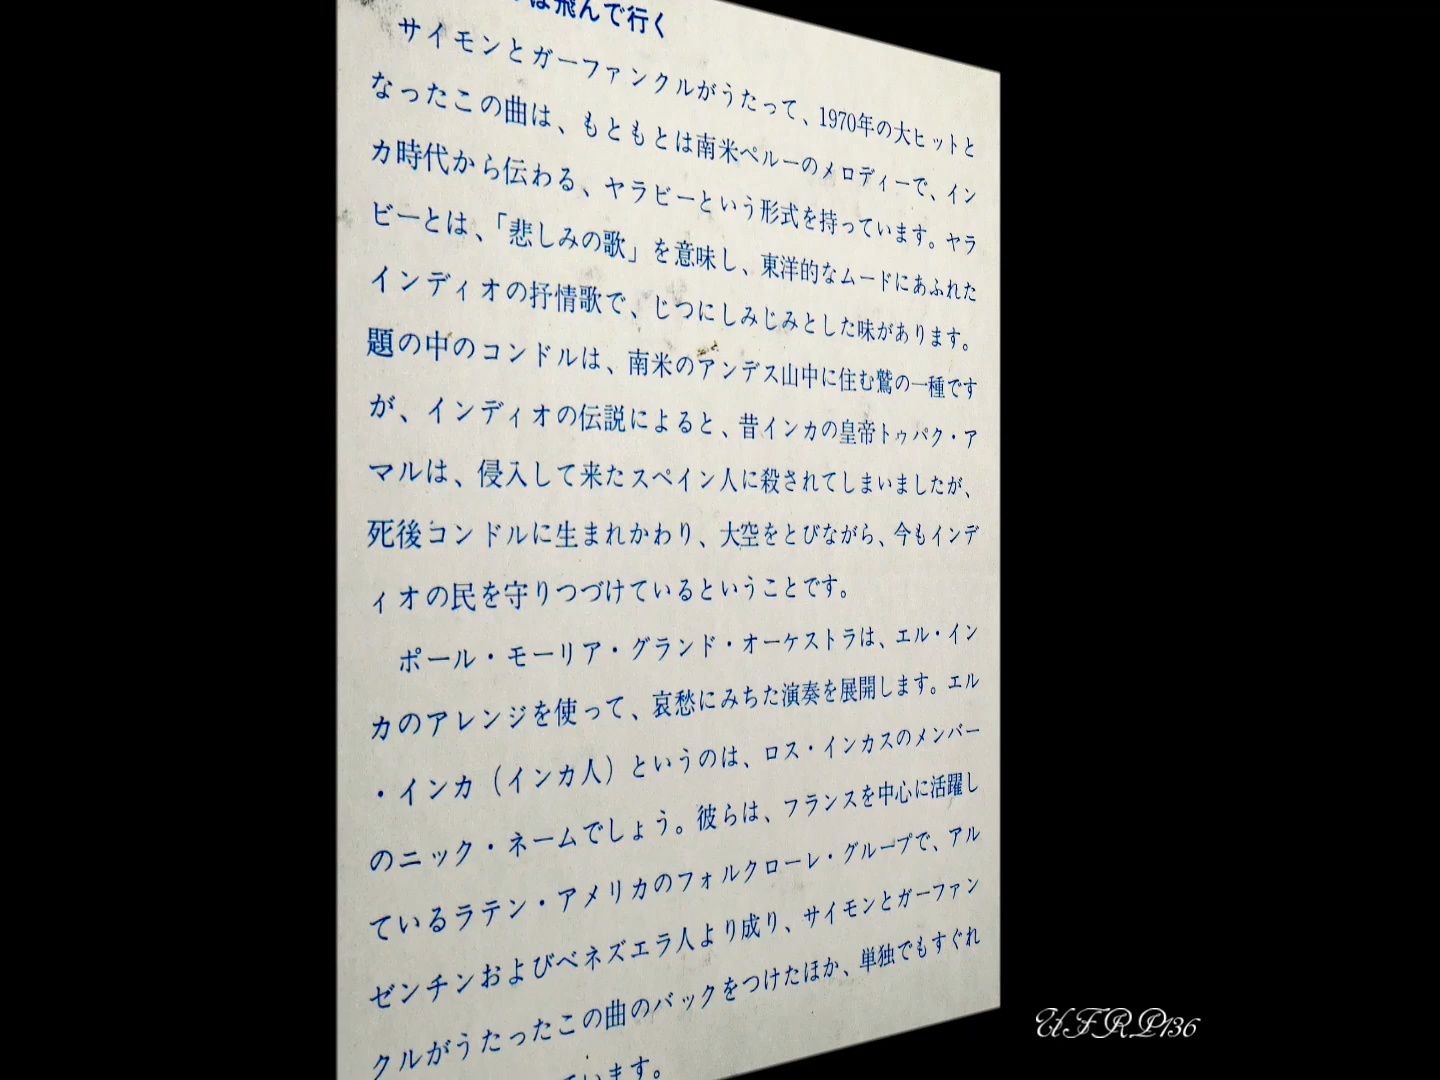 は飛んで行く
サイモンとガーファンクルがうたって、1970年の大ヒットと
なったこの曲は、もともとは南米ペルーのメロディーで、イン
カ時代から伝わる、ヤラビーという形式を持っています。ヤラ
ビーとは、「悲しみの歌」を意味し、東洋的なムードにあふれた
インディオの抒情歌で、じつにしみじみとした味があります。
題の中のコンドルは、南米のアンデス山中に住む鷲の一種です
が、インディオの伝説によると、昔インカの皇帝トゥパク・ア
マルは、侵入して来たスペイン人に殺されてしまいましたが、
死後コンドルに生まれかわり、大空をとびながら、今もインデ
ィオの民を守りつづけているということです。
ポール・モーリア・グランド・オーケストラは、エル・イン
カのアレンジを使って、哀愁にみちた演奏を展開します。エル
・インカ（インカ人）というのは、ロス・インカスのメンバー
のニック・ネームでしょう。彼らは、フランスを中心に活躍し
ているラテン・アメリカのフォルクローレ・グループで、アル
ゼンチンおよびベネズエラ人より成り、サイモンとガーファン
クルがうたったこの曲のバックをつけたほか、単独でもすぐれ
ています。
UFRP136